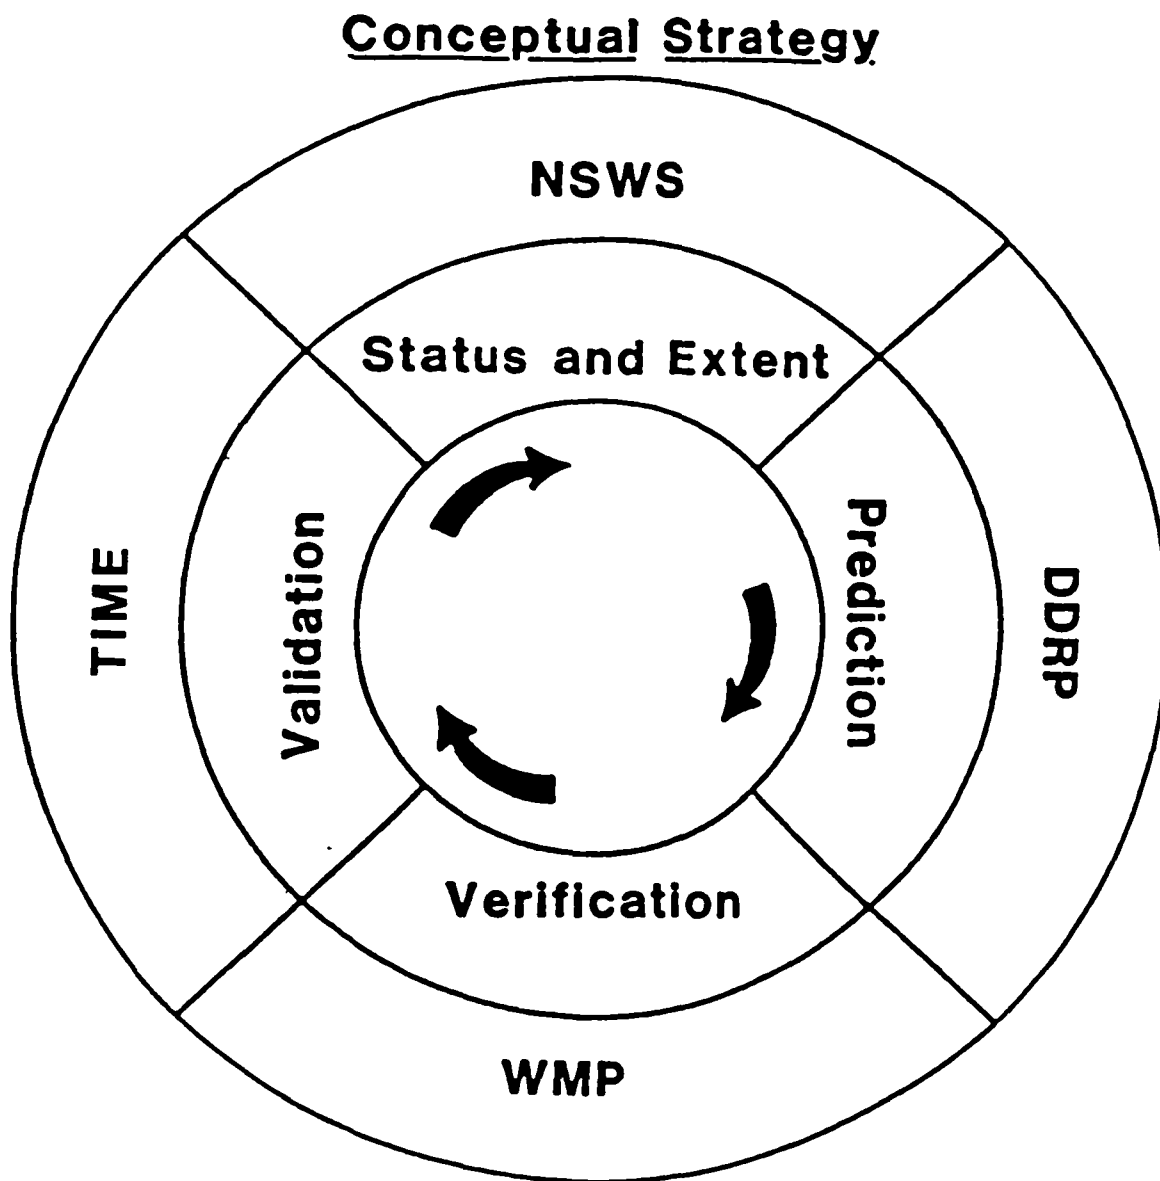 Conceptual Strategy
NSWS
Status and Extent
TIME
Validation
Prediction
DDRP
Verification
WMP